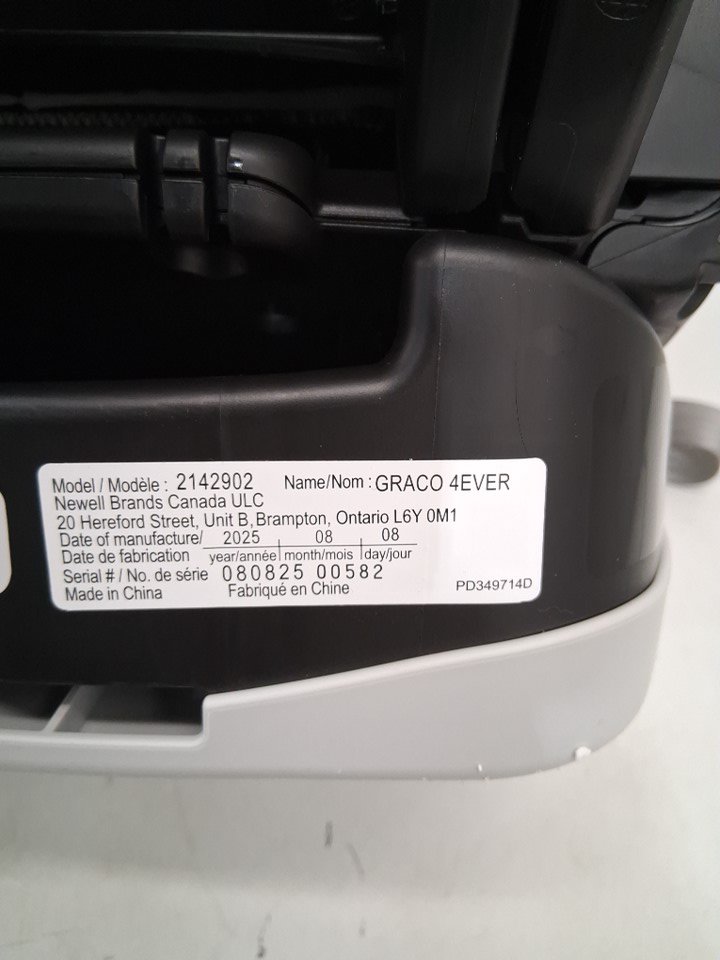 Model / Modèle : 2142902 Name/Nom : GRACO 4EVER
Newell Brands Canada ULC
20 Hereford Street, Unit B, Brampton, Ontario L6Y 0M1
Date of manufacture/ 2025 08 08
Date de fabrication year/année month/mois day/jour
Serial # / No. de série 080825 00582
Made in China Fabriqué en Chine PD349714D